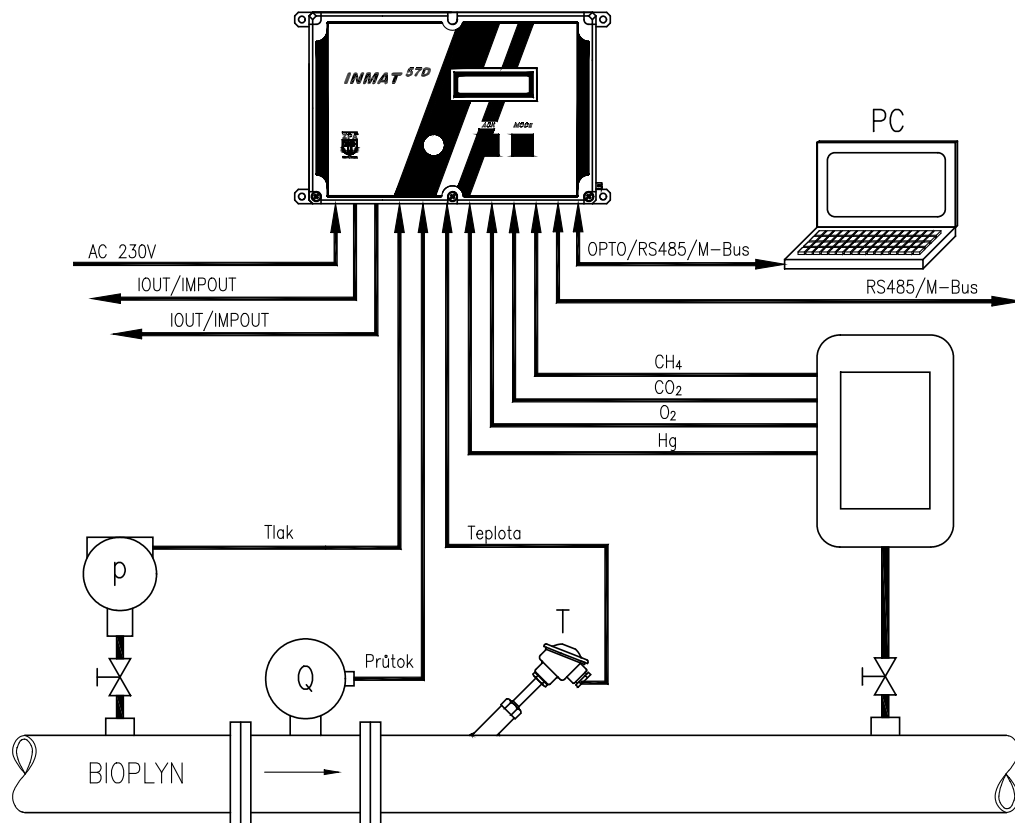 INMAT 57D
MODE
PC
AC 230V
OPTO/RS485/M-Bus
IOUT/IMPOUT
RS485/M-Bus
IOUT/IMPOUT
CH₄
CO₂
O₂
Hg
Tlak
Teplota
p
T
Průtok
Q
BIOPLYN